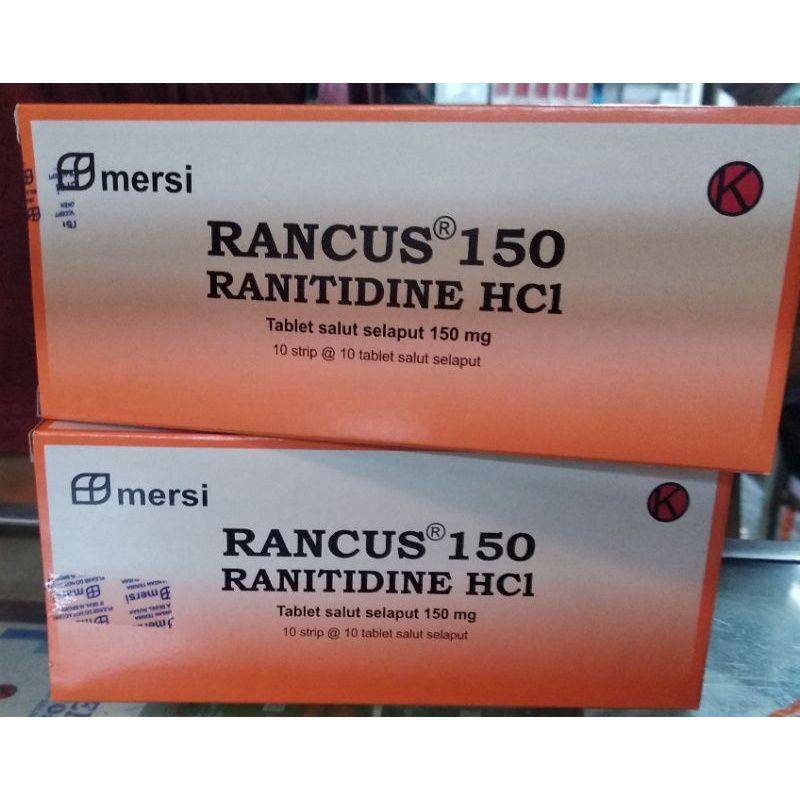 mersi
K
RANCUS® 150
RANITIDINE HCl
Tablet salut selaput 150 mg
10 strip @ 10 tablet salut selaput
mersi
K
RANCUS® 150
RANITIDINE HCl
Tablet salut selaput 150 mg
10 strip @ 10 tablet salut selaput
mersi